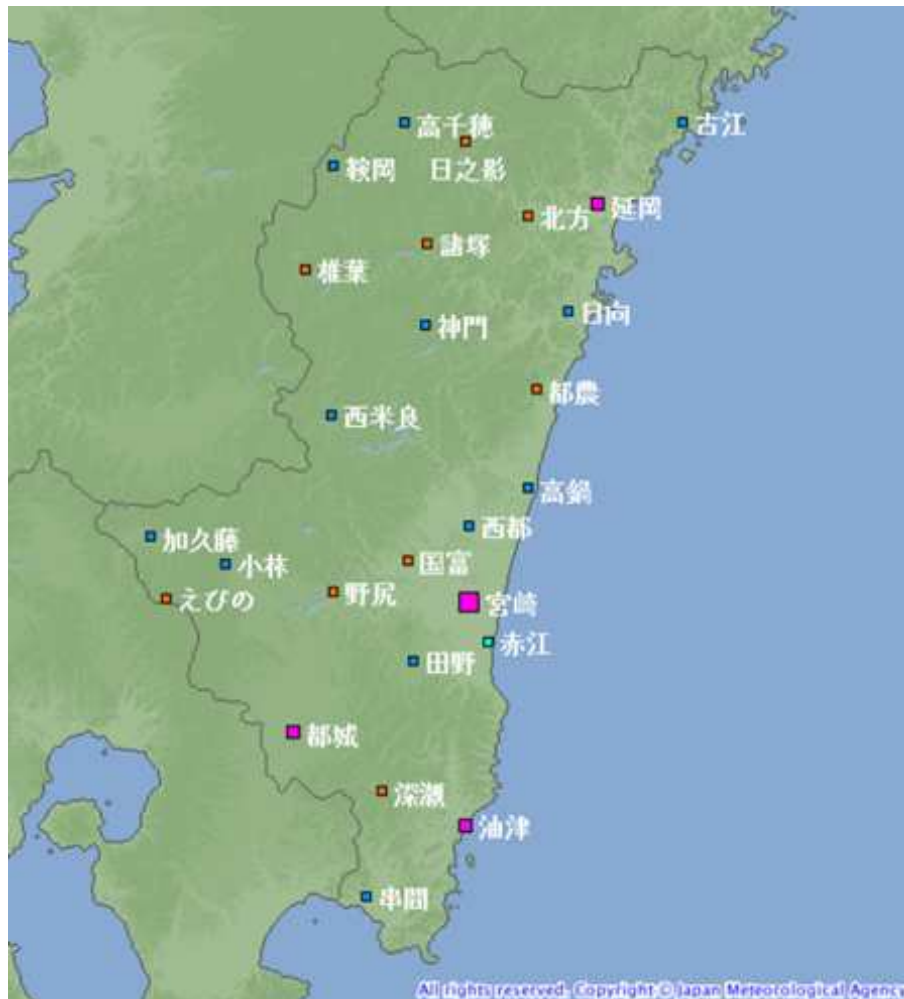 高千穂
古江
鞍岡
日之影
北方
延岡
諸塚
椎葉
神門
日向
都農
西米良
高鍋
西都
加久藤
小林
国富
えびの
野尻
宮崎
赤江
田野
都城
深瀬
油津
串間
All rights reserved. Copyright © Japan Meteorological Agency